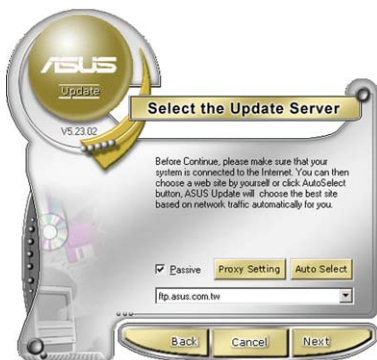 ASUS
Update
V5.23.02
Select the Update Server
Before Continue, please make sure that your
system is connected to the Internet. You can then
choose a web site by yourself or click AutoSelect
button, ASUS Update will choose the best site
based on network traffic automatically for you.
Passive
Proxy Setting
Auto Select
ftp.asus.com.tw
Back
Cancel
Next